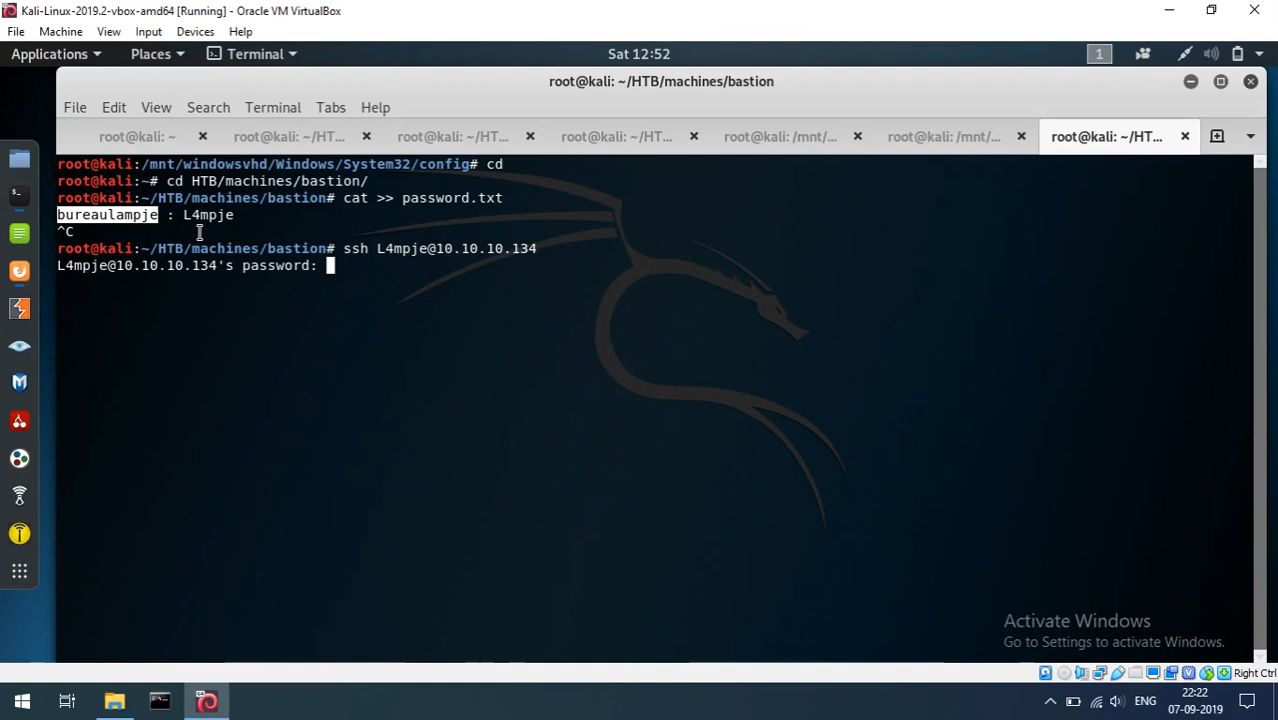 Kali-Linux-2019.2-vbox-amd64 [Running] - Oracle VM VirtualBox
File Machine View Input Devices Help
Applications Places Terminal Sat 12:52 1
root@kali: ~/HTB/machines/bastion
File Edit View Search Terminal Tabs Help
root@kali: ~ root@kali: ~/HT... root@kali: ~/HT... root@kali: ~/HT... root@kali: /mnt/... root@kali: /mnt/... root@kali: ~/HT...
root@kali:/mnt/windowsvhd/Windows/System32/config# cd
root@kali:~# cd HTB/machines/bastion/
root@kali:~/HTB/machines/bastion# cat >> password.txt
bureaulampje : L4mpje
^C
root@kali:~/HTB/machines/bastion# ssh L4mpje@10.10.10.134
L4mpje@10.10.10.134's password:
Activate Windows
Go to Settings to activate Windows.
Right Ctrl
ENG 22:22
07-09-2019